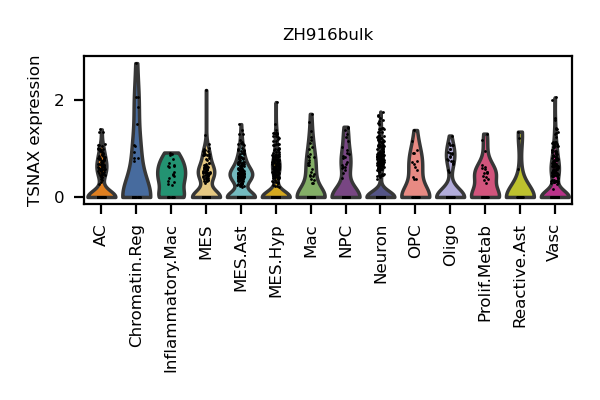 ZH916bulk
TSNAX expression
2
0
AC
Chromatin.Reg
Inflammatory.Mac
MES
MES.Ast
MES.Hyp
Mac
NPC
Neuron
OPC
Oligo
Prolif.Metab
Reactive.Ast
Vasc